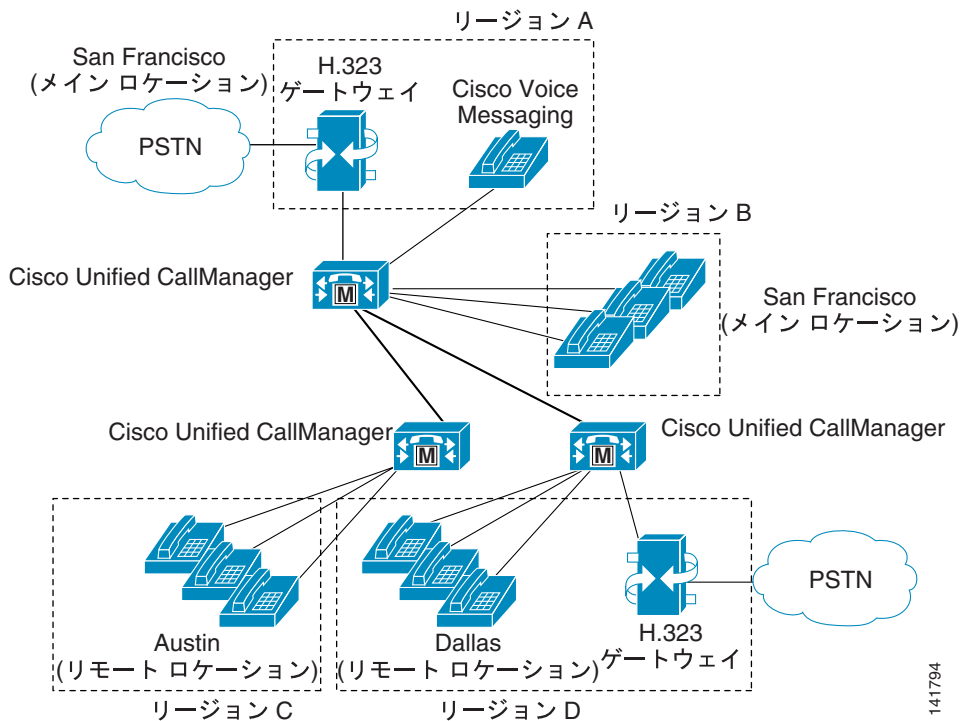 リージョン A
San Francisco
(メイン ロケーション)
H.323
ゲートウェイ
Cisco Voice
Messaging
PSTN
リージョン B
Cisco Unified CallManager
M
San Francisco
(メイン ロケーション)
Cisco Unified CallManager
M
M
Cisco Unified CallManager
PSTN
Austin
(リモート ロケーション)
Dallas
(リモート ロケーション)
H.323
ゲートウェイ
リージョン C
リージョン D
141794